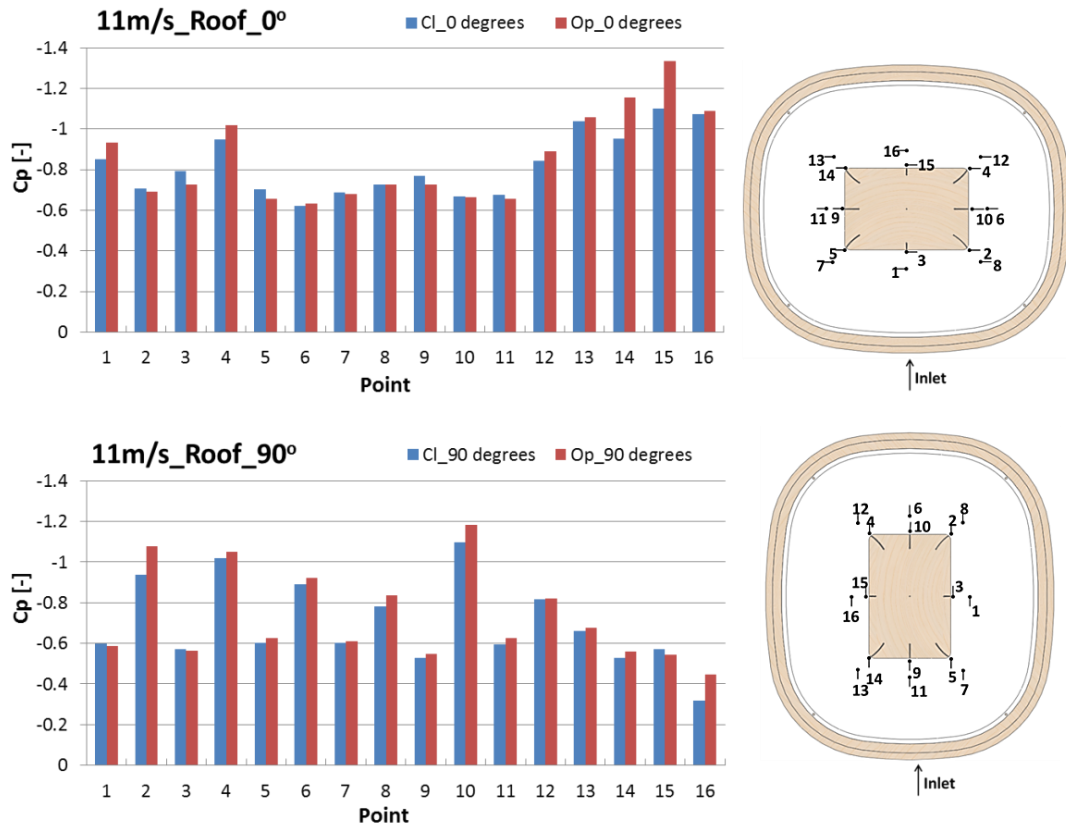 11m/s_Roof_0º
Cl_0 degrees Op_0 degrees
Cp [-]
-1.4
-1.2
-1
-0.8
-0.6
-0.4
-0.2
0
1 2 3 4 5 6 7 8 9 10 11 12 13 14 15 16
Point
16
13 15 12
14 4
11 9 10 6
5 3 2
7 1 8
Inlet
11m/s_Roof_90º
Cl_90 degrees Op_90 degrees
Cp [-]
-1.4
-1.2
-1
-0.8
-0.6
-0.4
-0.2
0
1 2 3 4 5 6 7 8 9 10 11 12 13 14 15 16
Point
12 6 8
4 10 2
15 3
16 1
14 9 5
13 11 7
Inlet